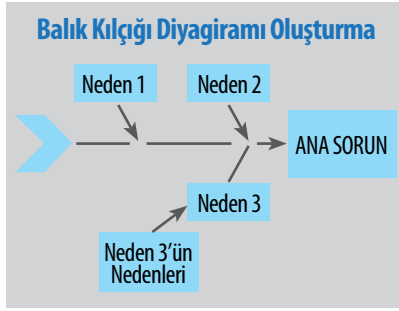 Balık Kılçığı Diyagiramı Oluşturma
Neden 1
Neden 2
ANA SORUN
Neden 3
Neden 3'ün
Nedenleri